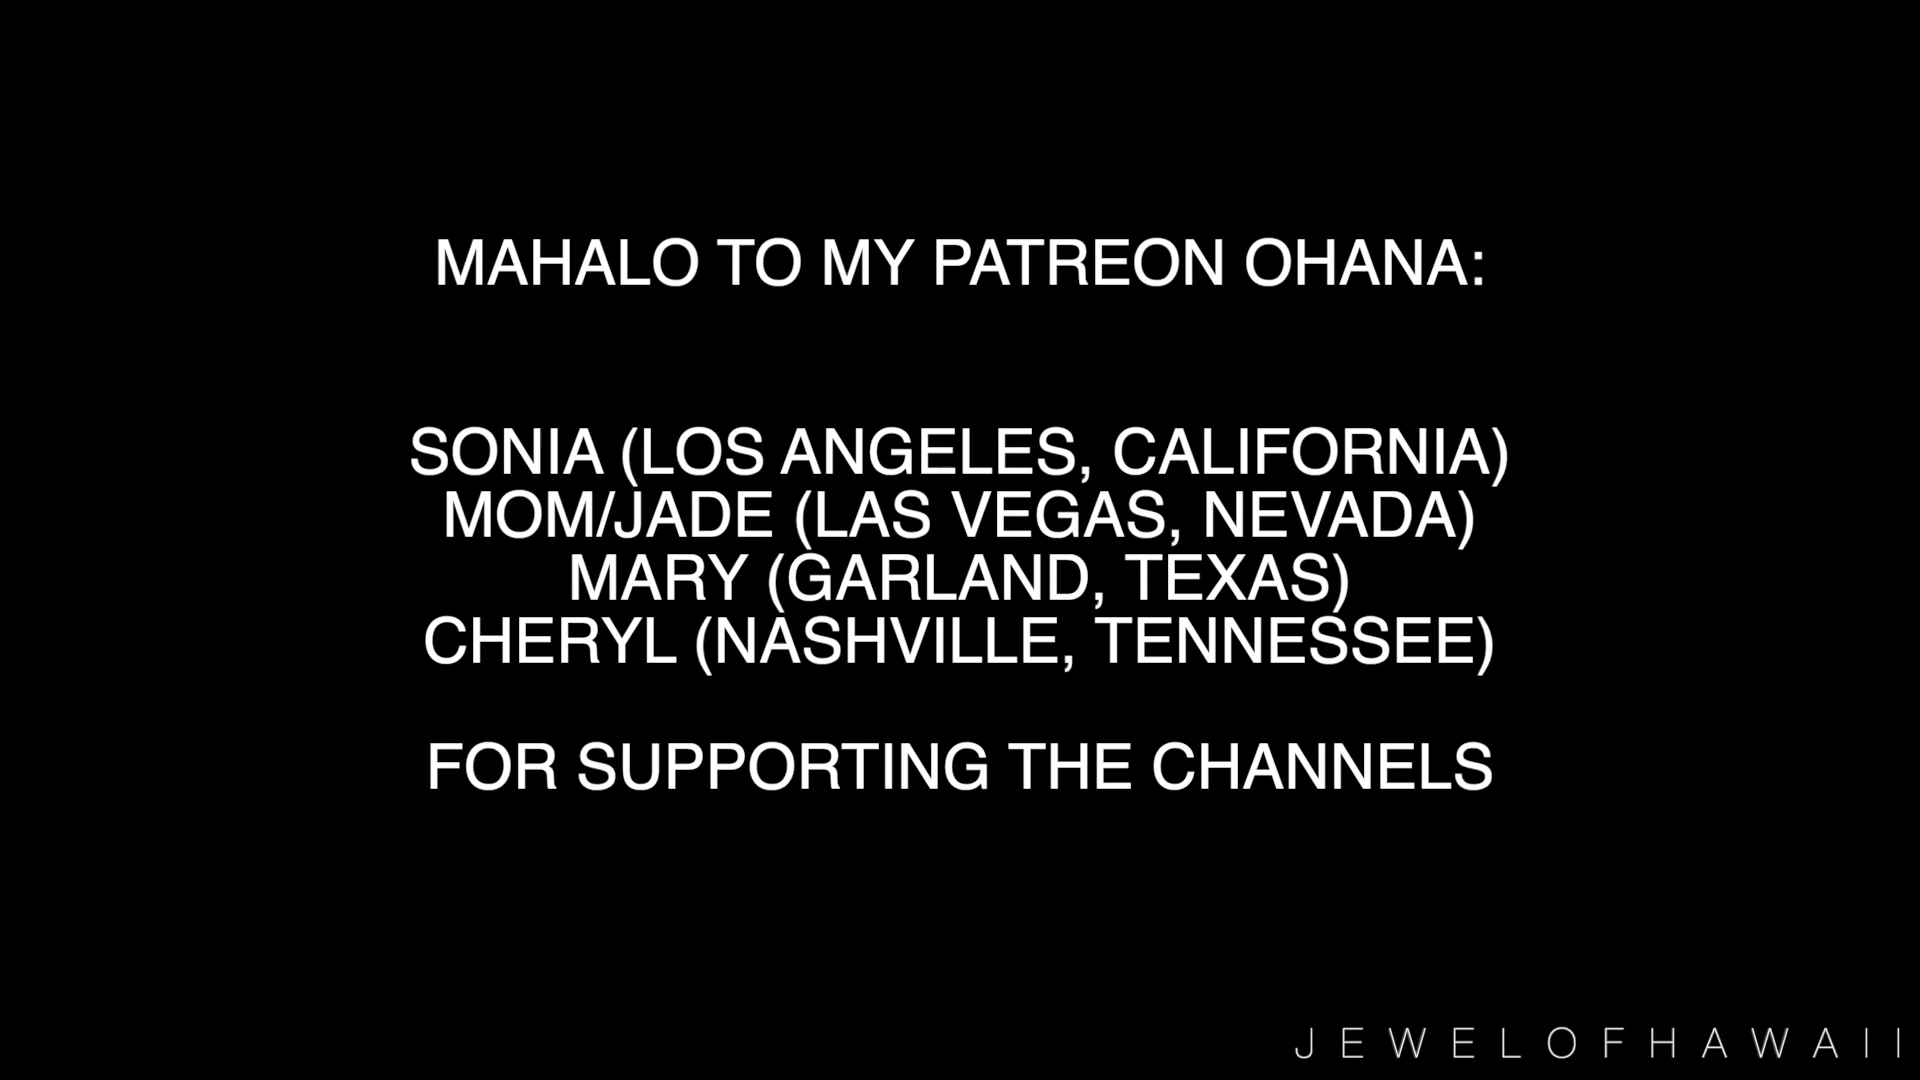 MAHALO TO MY PATREON OHANA:
SONIA (LOS ANGELES, CALIFORNIA)
MOM/JADE (LAS VEGAS, NEVADA)
MARY (GARLAND, TEXAS)
CHERYL (NASHVILLE, TENNESSEE)
FOR SUPPORTING THE CHANNELS
JEWELOFHAWAII